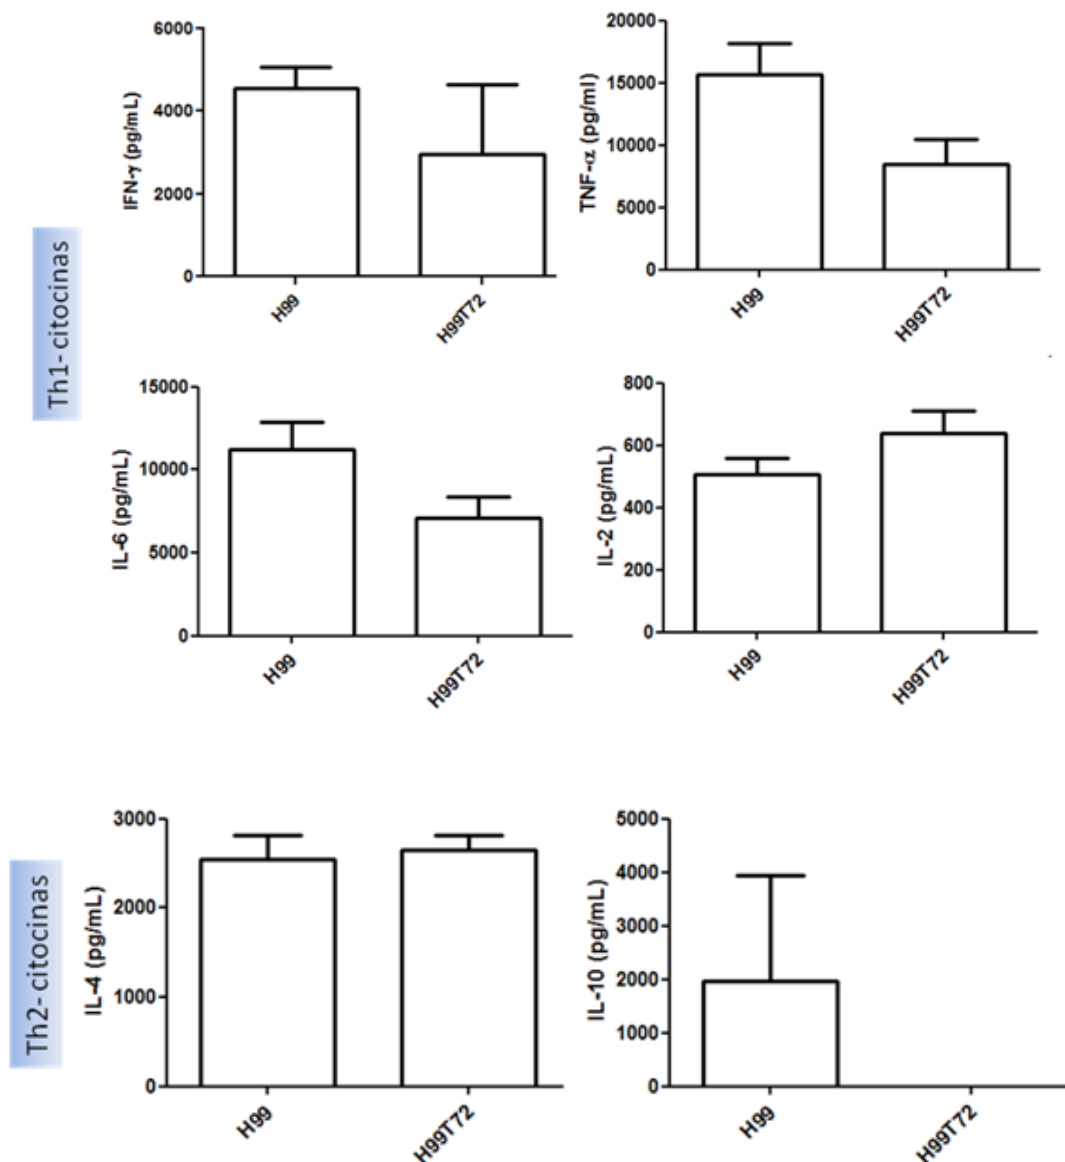 Th1- citocinas
IFN-γ (pg/mL)
6000
4000
2000
0
H99
H99T72
TNF-α (pg/ml)
20000
15000
10000
5000
0
H99
H99T72
IL-6 (pg/mL)
15000
10000
5000
0
H99
H99T72
IL-2 (pg/mL)
800
600
400
200
0
H99
H99T72
Th2- citocinas
IL-4 (pg/mL)
3000
2000
1000
0
H99
H99T72
IL-10 (pg/mL)
5000
4000
3000
2000
1000
0
H99
H99T72